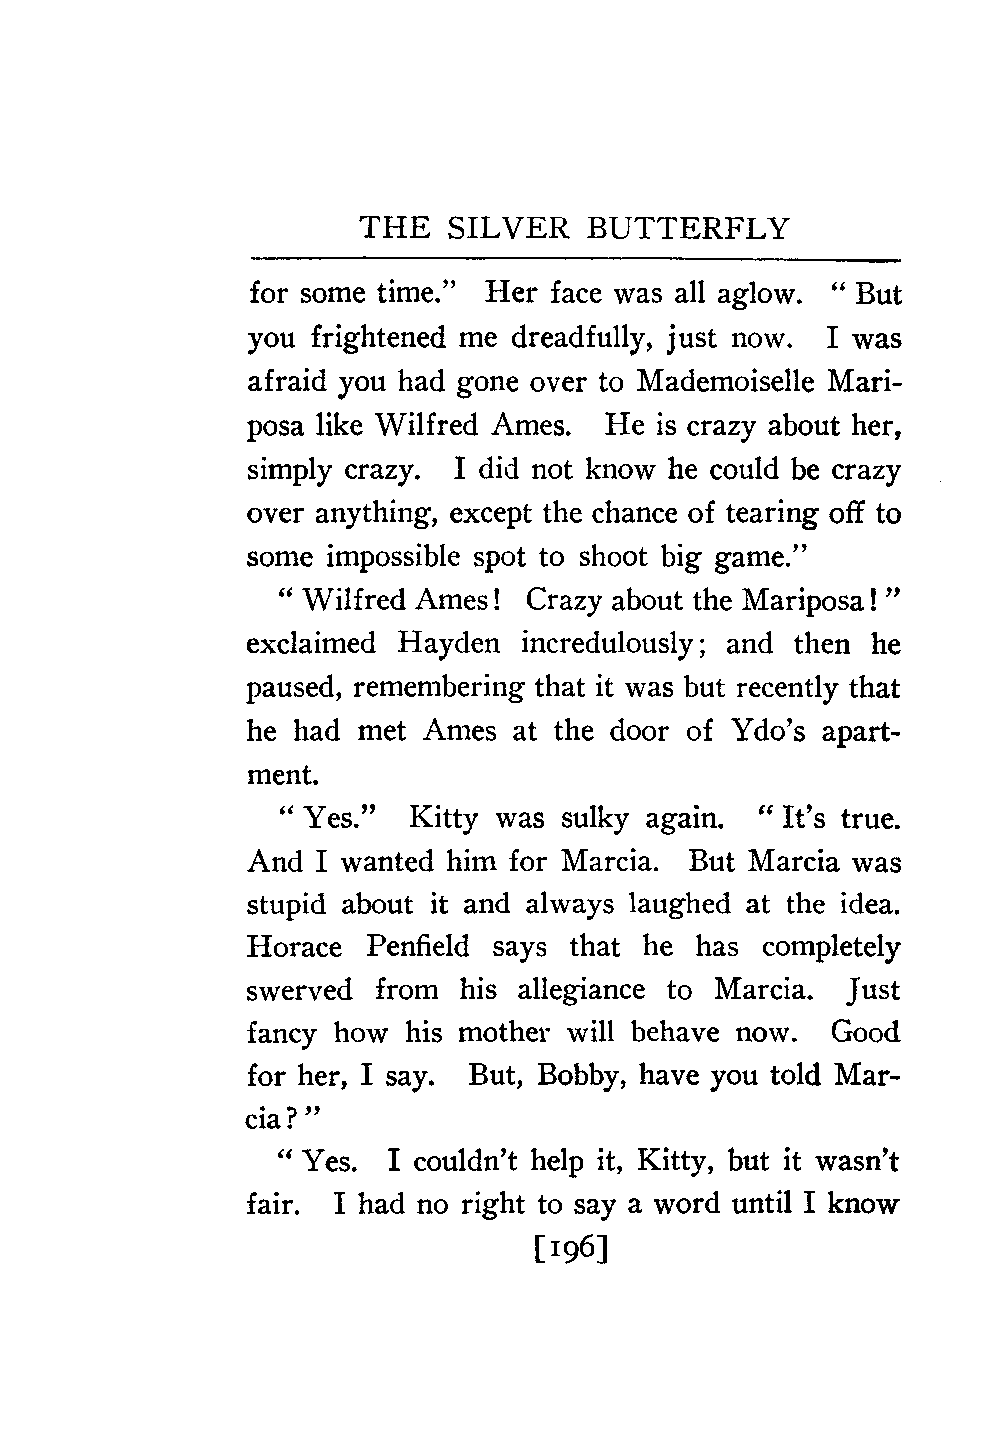 THE SILVER BUTTERFLY
for some time.” Her face was all aglow. “ But
you frightened me dreadfully, just now. I was
afraid you had gone over to Mademoiselle Mari-
posa like Wilfred Ames. He is crazy about her,
simply crazy. I did not know he could be crazy
over anything, except the chance of tearing off to
some impossible spot to shoot big game.”
“ Wilfred Ames! Crazy about the Mariposa! ”
exclaimed Hayden incredulously; and then he
paused, remembering that it was but recently that
he had met Ames at the door of Ydo’s apart-
ment.
“ Yes.” Kitty was sulky again. “ It’s true.
And I wanted him for Marcia. But Marcia was
stupid about it and always laughed at the idea.
Horace Penfield says that he has completely
swerved from his allegiance to Marcia. Just
fancy how his mother will behave now. Good
for her, I say. But, Bobby, have you told Mar-
cia? ”
“ Yes. I couldn’t help it, Kitty, but it wasn’t
fair. I had no right to say a word until I know
[196]